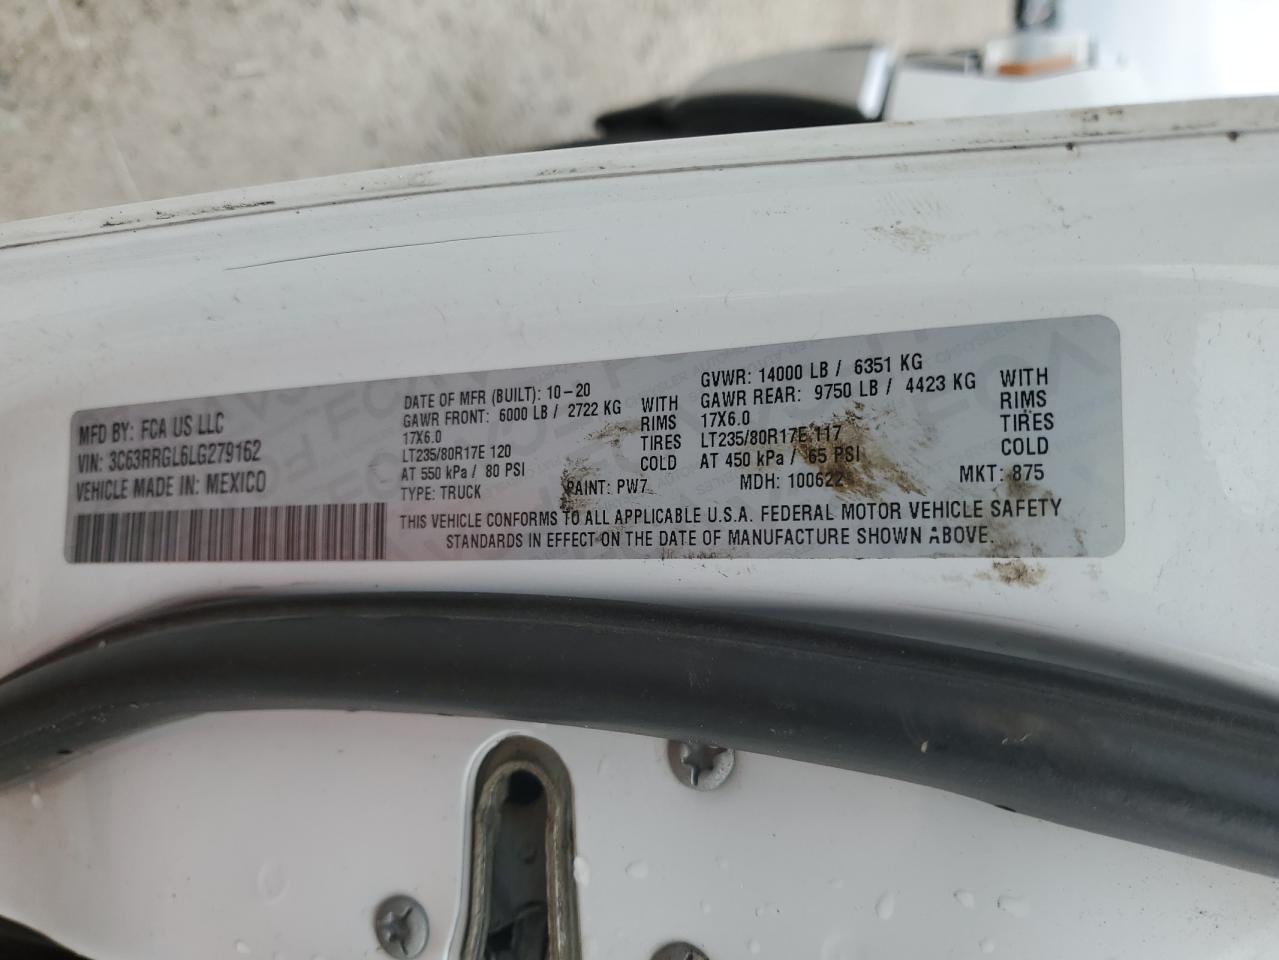 MFD BY: FCA US LLC
VIN: 3C63RRGL6LG279162
VEHICLE MADE IN: MEXICO
DATE OF MFR (BUILT): 10-20
GAWR FRONT: 6000 LB / 2722 KG WITH
17X6.0 RIMS
LT235/80R17E 120 TIRES
AT 550 kPa / 80 PSI COLD
TYPE: TRUCK
GVWR: 14000 LB / 6351 KG
GAWR REAR: 9750 LB / 4423 KG WITH
17X6.0 RIMS
LT235/80R17E 117 TIRES
AT 450 kPa / 65 PSI COLD
PAINT: PW7 MDH: 100622 MKT: 875
THIS VEHICLE CONFORMS TO ALL APPLICABLE U.S.A. FEDERAL MOTOR VEHICLE SAFETY
STANDARDS IN EFFECT ON THE DATE OF MANUFACTURE SHOWN ABOVE.